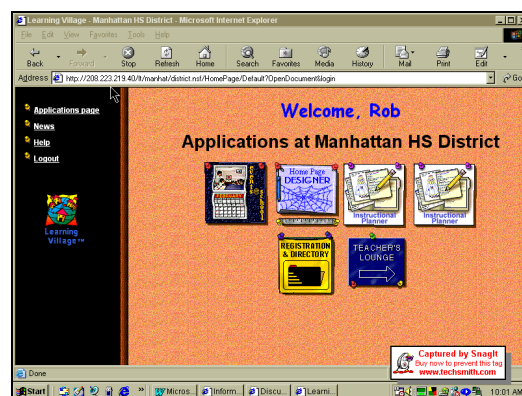 Learning Village - Manhattan HS District - Microsoft Internet Explorer
File Edit View Favorites Tools Help
Back Forward Stop Refresh Home Search Favorites Media History Mail Print Edit
Address http://208.223.219.40/lt/manhat/district.nsf/HomePage/Default?OpenDocument&login Go
Applications page
News
Help
Logout
Learning
Village™
Welcome, Rob
Applications at Manhattan HS District
Home Page
DESIGNER
Instructional
Planner
Instructional
Planner
REGISTRATION
& DIRECTORY
TEACHER'S
LOUNGE
Captured by SnagIt
Buy now to prevent this tag
www.techsmith.com
Done
Start » Micros... Inform... Discu... Learni... 10:01 AM